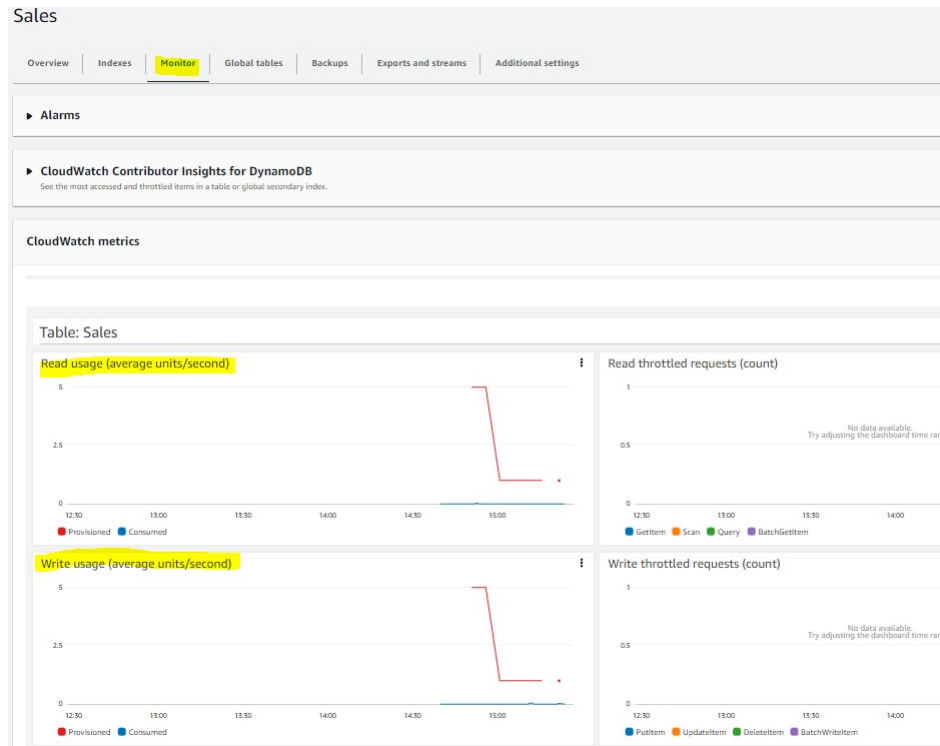 Sales
Overview Indexes Monitor Global tables Backups Exports and streams Additional settings
Alarms
CloudWatch Contributor Insights for DynamoDB
See the most accessed and throttled items in a table or global secondary index.
CloudWatch metrics
Table: Sales
Read usage (average units/second)
5
2.5
0
12:30 13:00 13:30 14:00 14:30 15:00
Provisioned Consumed
Read throttled requests (count)
1
No data available.
Try adjusting the dashboard time ran
0.5
0
12:30 13:00 13:30 14:00
GetItem Scan Query BatchGetItem
Write usage (average units/second)
5
2.5
0
12:30 13:00 13:30 14:00 14:30 15:00
Provisioned Consumed
Write throttled requests (count)
1
No data available.
Try adjusting the dashboard time ran
0.5
0
12:30 13:00 13:30 14:00
PutItem UpdateItem DeleteItem BatchWriteItem